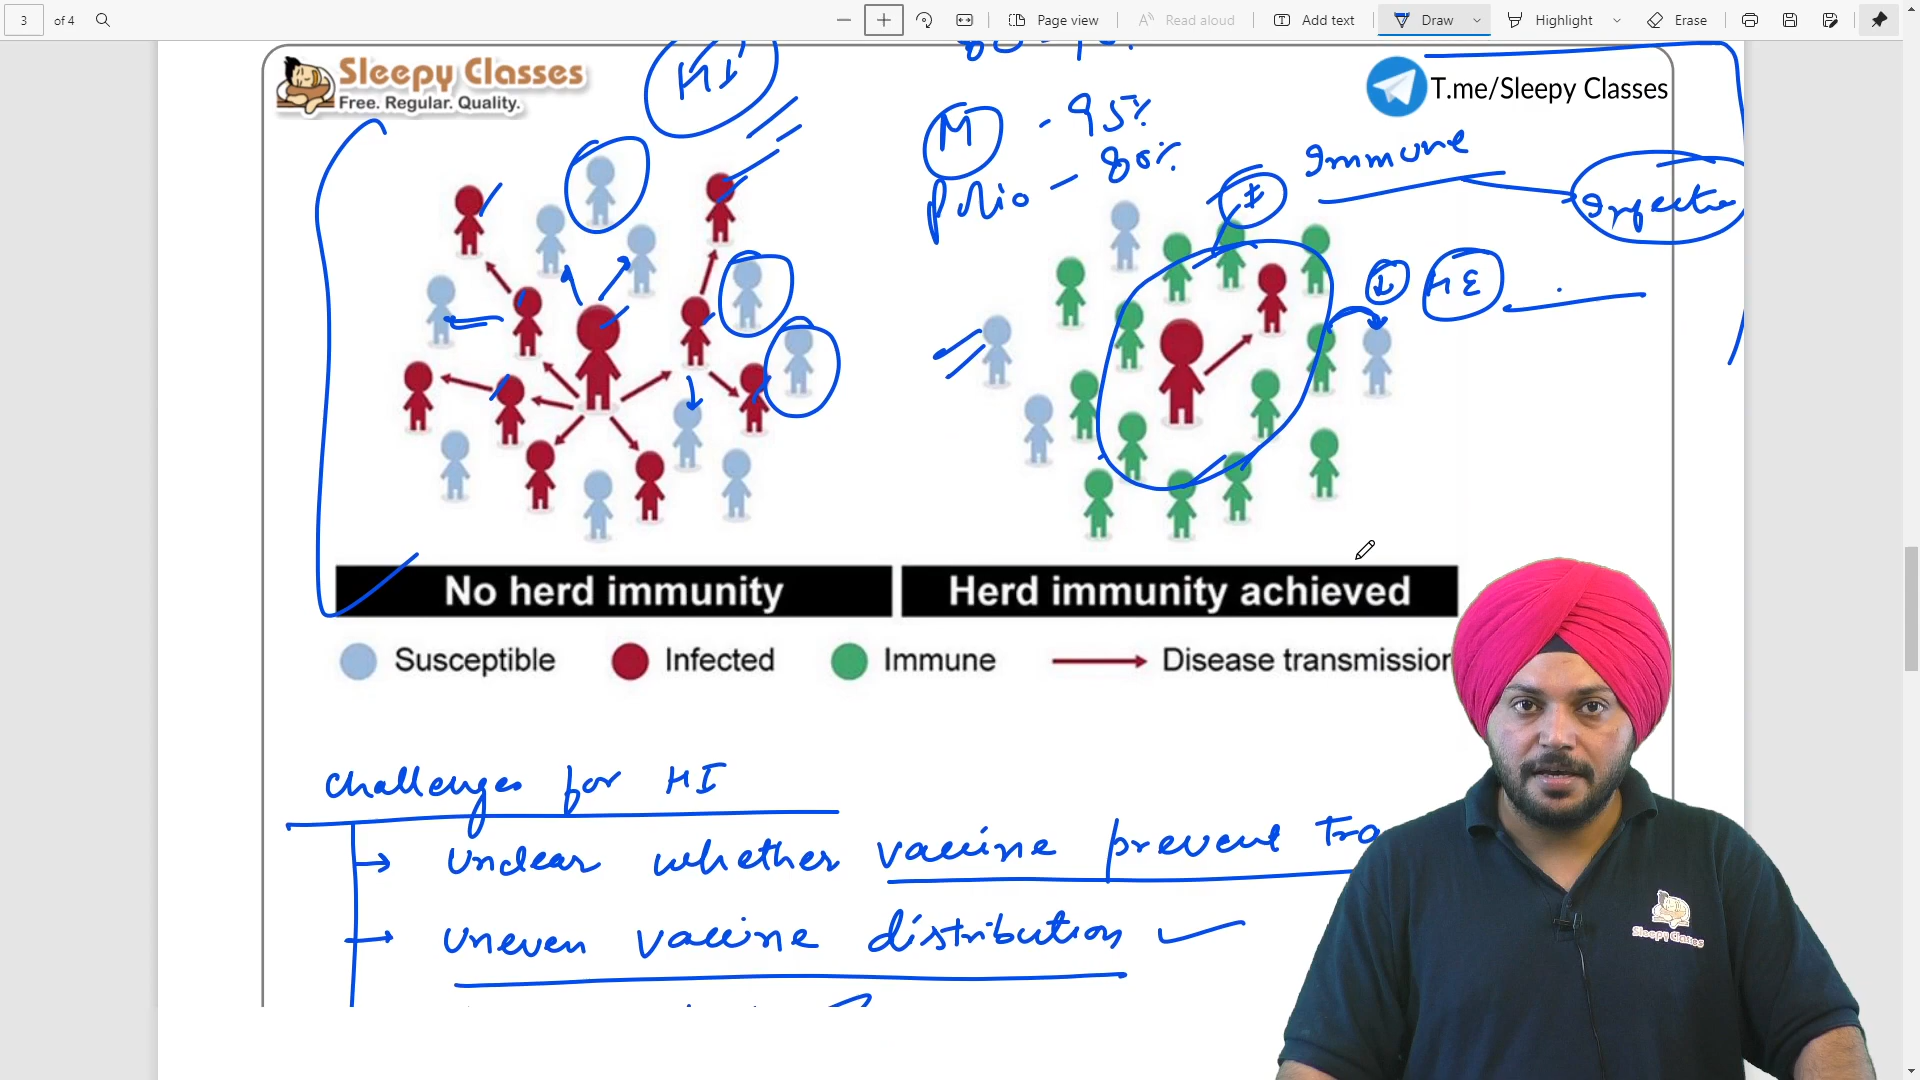 3 of 4 Page view Read aloud Add text Draw Highlight Erase
Sleepy Classes
Free. Regular. Quality.
HI
T.me/Sleepy Classes
M - 95%
Polio - 80%
Immune
I
HE
No herd immunity
Herd immunity achieved
Susceptible Infected Immune Disease transmission
Challenges for HI
→ Unclear whether vaccine prevent Tra
→ Uneven vaccine distribution
Sleepy Classes